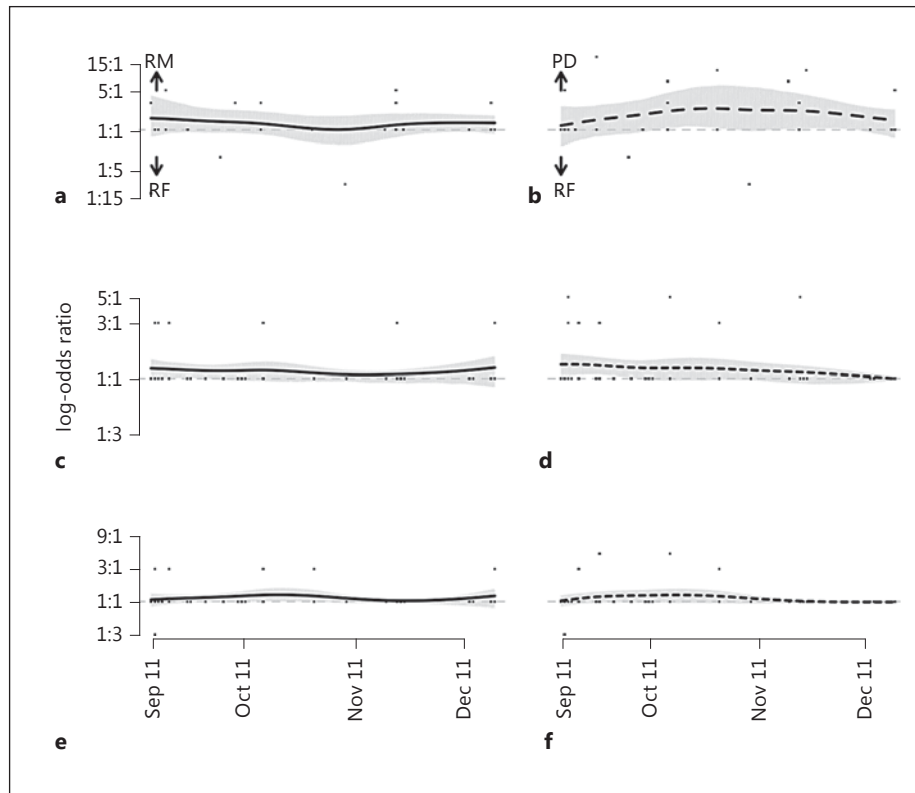 15:1
5:1
1:1
1:5
1:15
RM
RF
a
PD
RF
b
log-odds ratio
5:1
3:1
1:1
1:3
c
d
9:1
3:1
1:1
1:3
Sep 11
Oct 11
Nov 11
Dec 11
Sep 11
Oct 11
Nov 11
Dec 11
e
f